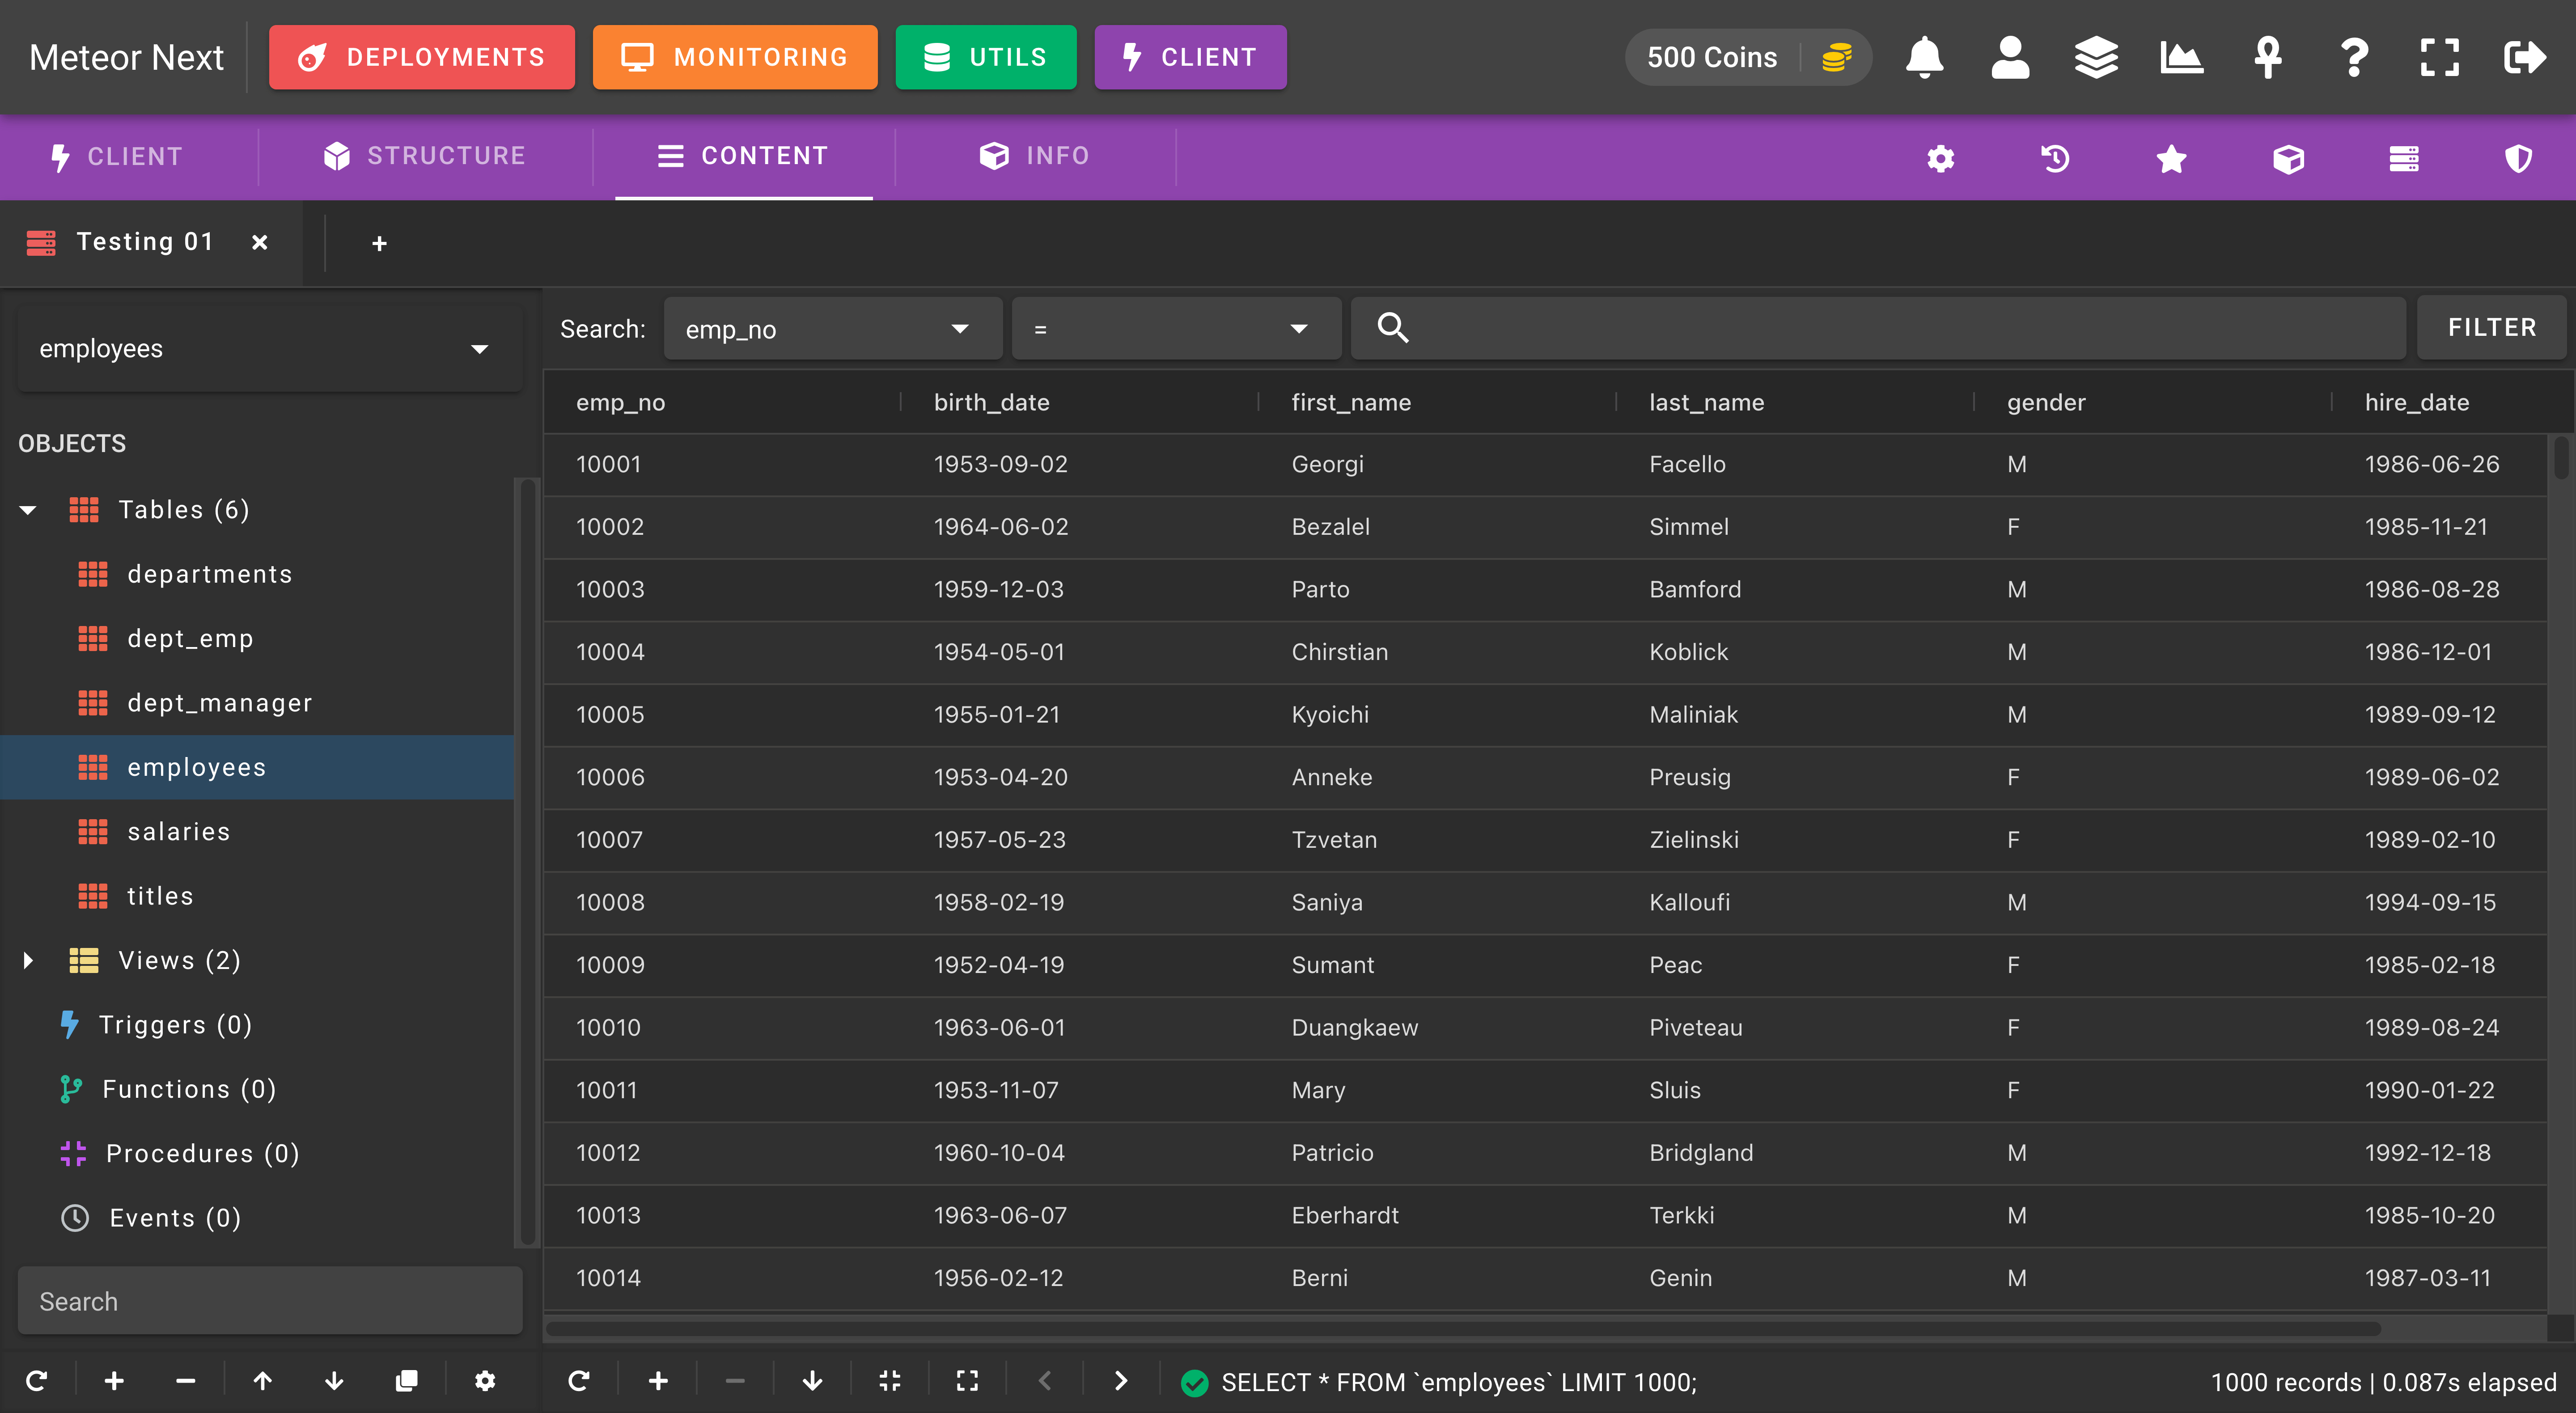 Meteor Next DEPLOYMENTS MONITORING UTILS CLIENT 500 Coins
CLIENT STRUCTURE CONTENT INFO
Testing 01
employees
OBJECTS
Tables (6)
departments
dept_emp
dept_manager
employees
salaries
titles
Views (2)
Triggers (0)
Functions (0)
Procedures (0)
Events (0)
Search
Search: emp_no = FILTER
emp_no birth_date first_name last_name gender hire_date
10001 1953-09-02 Georgi Facello M 1986-06-26
10002 1964-06-02 Bezalel Simmel F 1985-11-21
10003 1959-12-03 Parto Bamford M 1986-08-28
10004 1954-05-01 Chirstian Koblick M 1986-12-01
10005 1955-01-21 Kyoichi Maliniak M 1989-09-12
10006 1953-04-20 Anneke Preusig F 1989-06-02
10007 1957-05-23 Tzvetan Zielinski F 1989-02-10
10008 1958-02-19 Saniya Kalloufi M 1994-09-15
10009 1952-04-19 Sumant Peac F 1985-02-18
10010 1963-06-01 Duangkaew Piveteau F 1989-08-24
10011 1953-11-07 Mary Sluis F 1990-01-22
10012 1960-10-04 Patricio Bridgland M 1992-12-18
10013 1963-06-07 Eberhardt Terkki M 1985-10-20
10014 1956-02-12 Berni Genin M 1987-03-11
SELECT * FROM `employees` LIMIT 1000; 1000 records | 0.087s elapsed